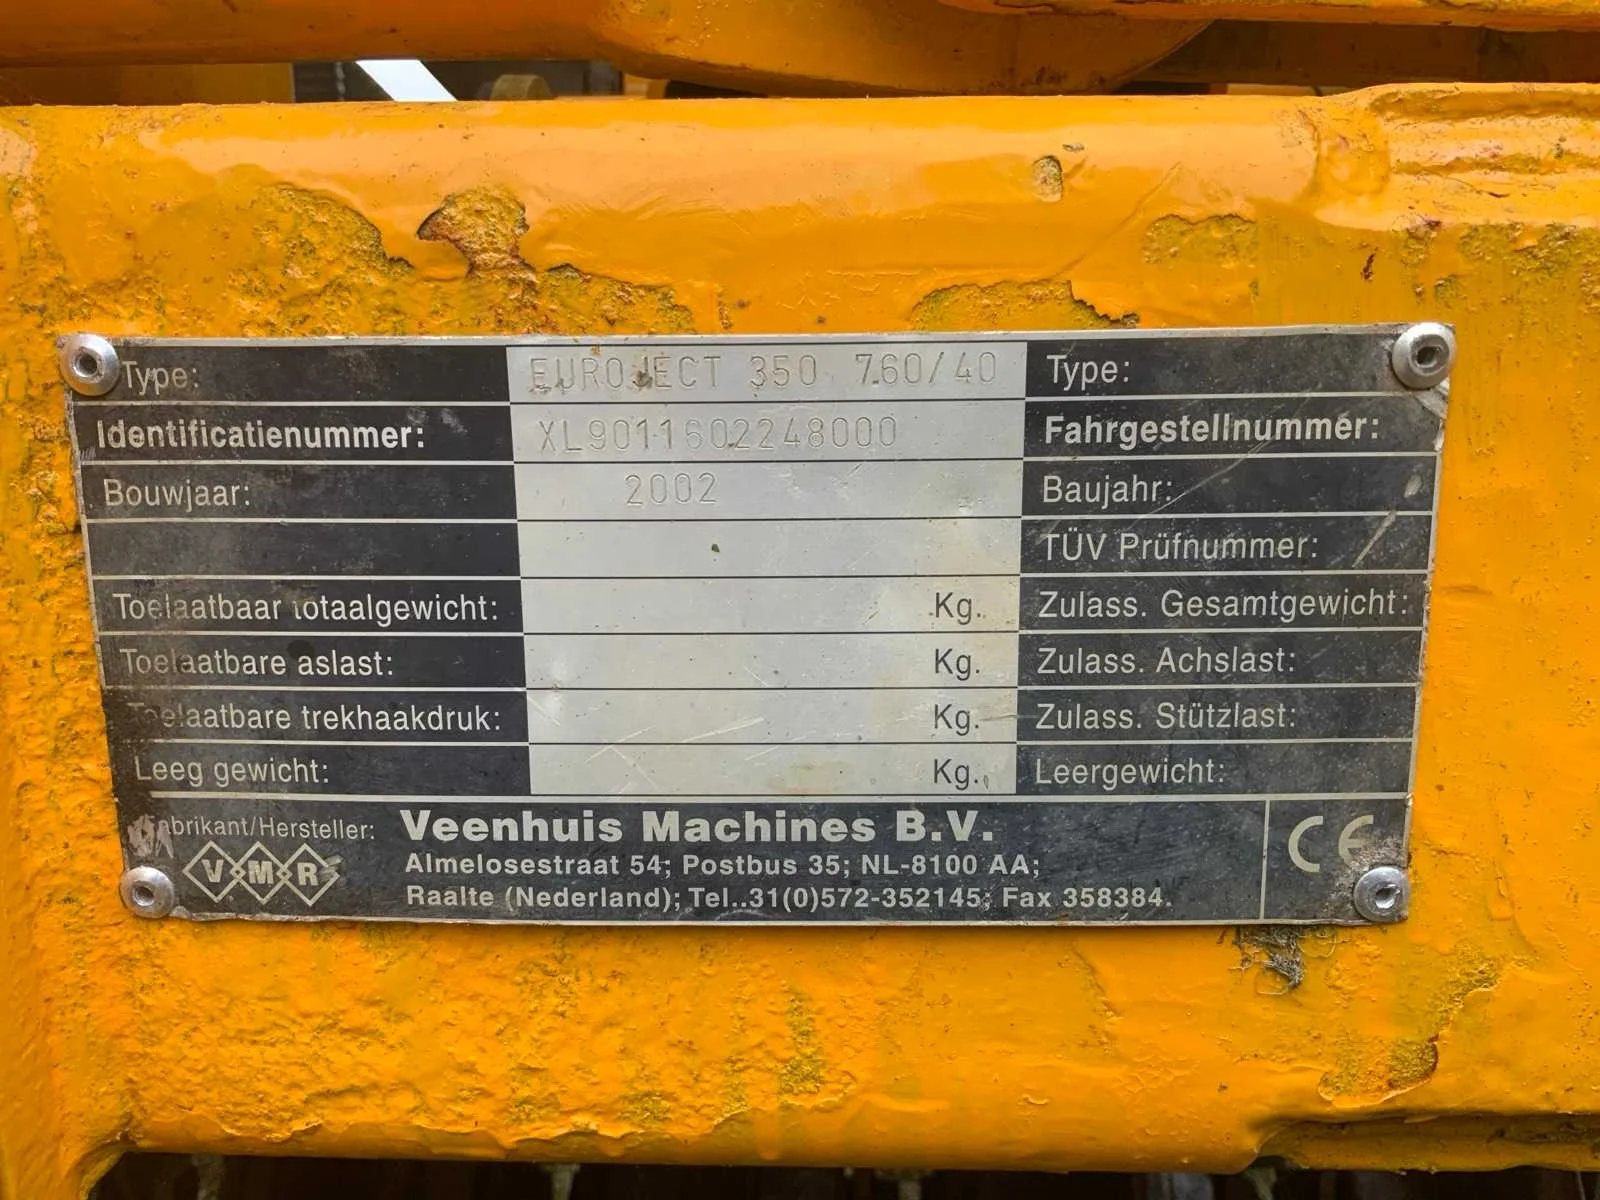 Type: EUROJECT 350 760/40 Type:
Identificatienummer: XL9011602248000 Fahrgestellnummer:
Bouwjaar: 2002 Baujahr:
TÜV Prüfnummer:
Toelaatbaar totaalgewicht: Kg. Zulass. Gesamtgewicht:
Toelaatbare aslast: Kg. Zulass. Achslast:
Toelaatbare trekhaakdruk: Kg. Zulass. Stützlast:
Leeg gewicht: Kg. Leergewicht:
Fabrikant/Hersteller: Veenhuis Machines B.V.
VMR Almelosestraat 54; Postbus 35; NL-8100 AA;
Raalte (Nederland); Tel..31(0)572-352145; Fax 358384.
CE